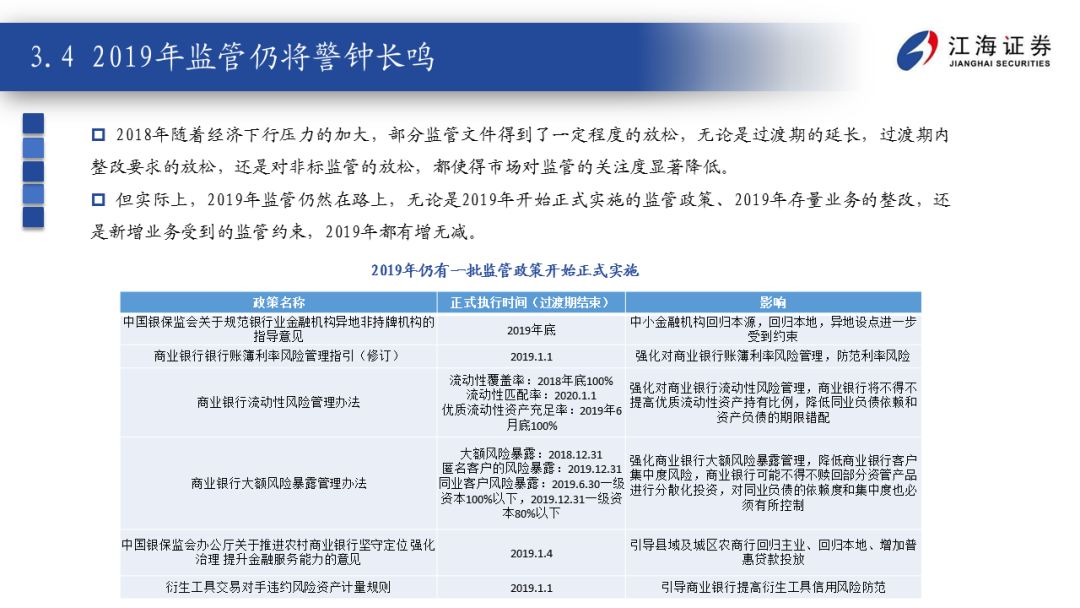 3.4 2019年监管仍将警钟长鸣
江海证券
JIANGHAI SECURITIES
2018年随着经济下行压力的加大，部分监管文件得到了一定程度的放松，无论是过渡期的延长，过渡期内
整改要求的放松，还是对非标监管的放松，都使得市场对监管的关注度显著降低。
但实际上，2019年监管仍然在路上，无论是2019年开始正式实施的监管政策、2019年存量业务的整改，还
是新增业务受到的监管约束，2019年都有增无减。
2019年仍有一批监管政策开始正式实施
政策名称
正式执行时间（过渡期结束）
影响
中国银保监会关于规范银行业金融机构异地非持牌机构的
指导意见
2019年底
中小金融机构回归本源，回归本地，异地设点进一步
受到约束
商业银行银行账簿利率风险管理指引（修订）
2019.1.1
强化对商业银行账簿利率风险管理，防范利率风险
商业银行流动性风险管理办法
流动性覆盖率：2018年底100%
流动性匹配率：2020.1.1
优质流动性资产充足率：2019年6
月底100%
强化对商业银行流动性风险管理，商业银行将不得不
提高优质流动性资产持有比例，降低同业负债依赖和
资产负债的期限错配
商业银行大额风险暴露管理办法
大额风险暴露：2018.12.31
匿名客户的风险暴露：2019.12.31
同业客户风险暴露：2019.6.30一级
资本100%以下，2019.12.31一级资
本80%以下
强化商业银行大额风险暴露管理，降低商业银行客户
集中度风险，商业银行可能不得不赎回部分资管产品
进行分散化投资，对同业负债的依赖度和集中度也必
须有所控制
中国银保监会办公厅关于推进农村商业银行坚守定位 强化
治理 提升金融服务能力的意见
2019.1.4
引导县域及城区农商行回归主业、回归本地、增加普
惠贷款投放
衍生工具交易对手违约风险资产计量规则
2019.1.1
引导商业银行提高衍生工具信用风险防范